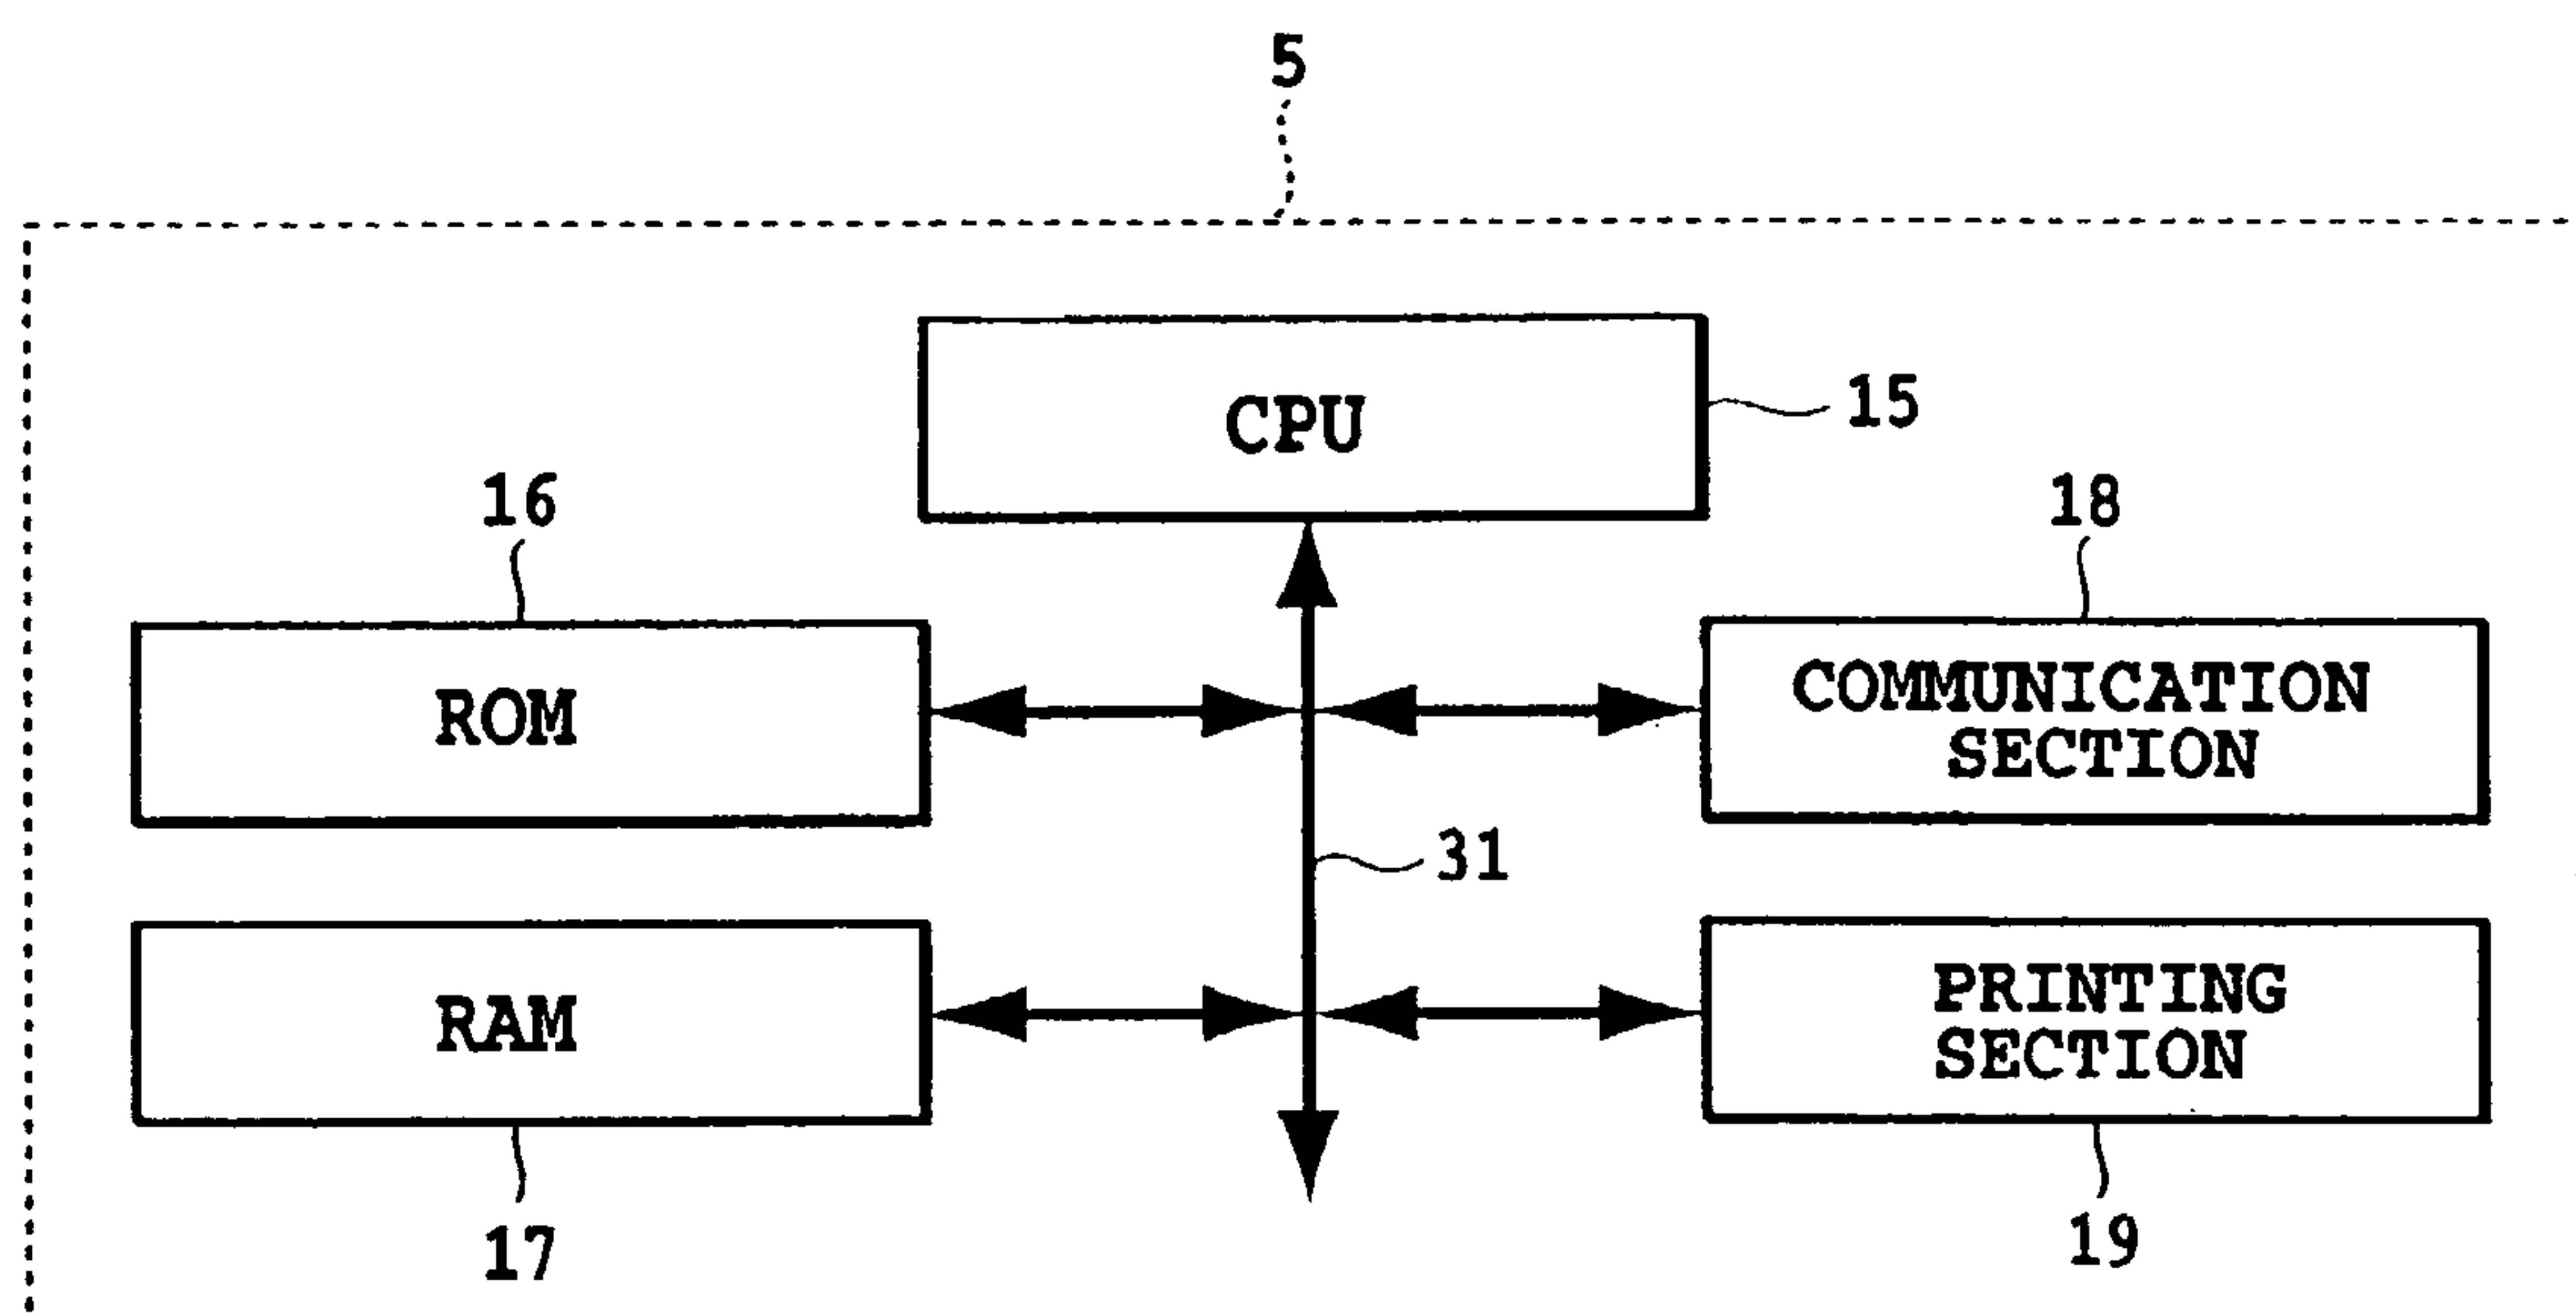 5
CPU
15
16
18
ROM
COMMUNICATION
SECTION
31
RAM
PRINTING
SECTION
17
19